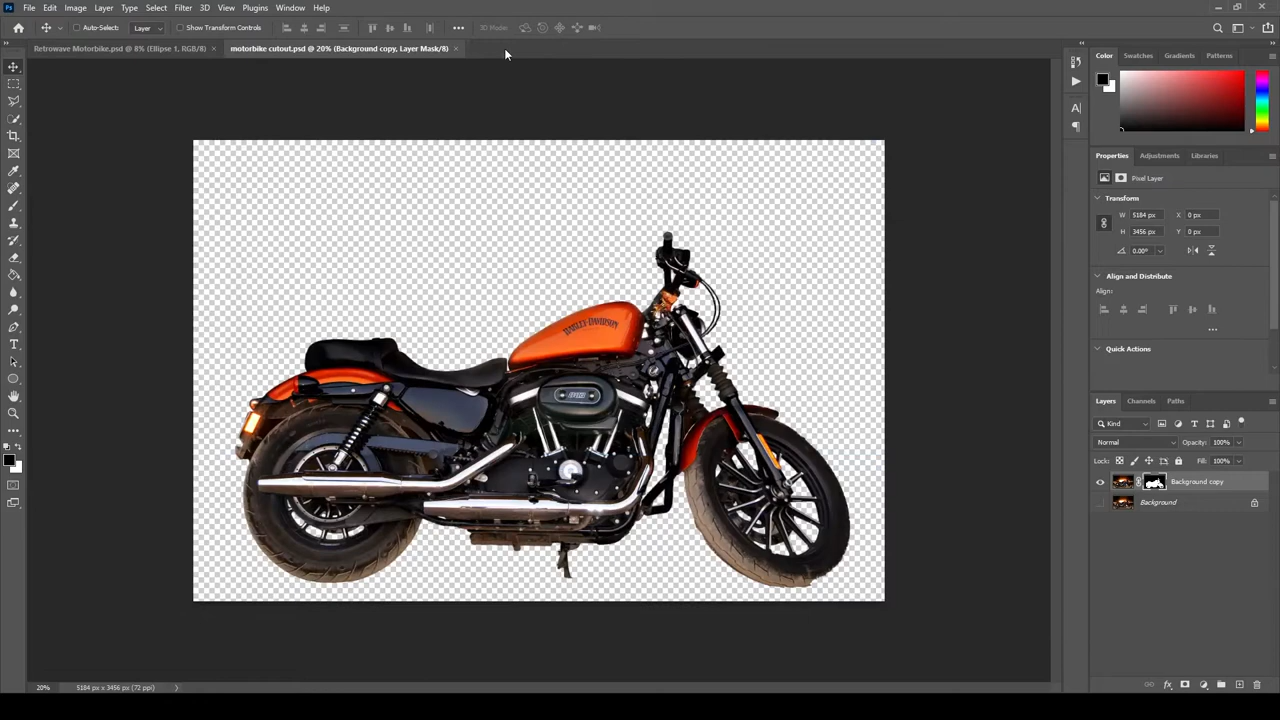 File Edit Image Layer Type Select Filter 3D View Plugins Window Help
Auto-Select: Layer Show Transform Controls 3D Mode:
Retrowave Motorbike.psd @ 8% (Ellipse 1, RGB/8) × motorbike cutout.psd @ 20% (Background copy, Layer Mask/8) ×
Color Swatches Gradients Patterns
Properties Adjustments Libraries
Pixel Layer
Transform
W 5184 px X 0 px
H 3456 px Y 0 px
0.00°
Align and Distribute
Align:
Quick Actions
Layers Channels Paths
Kind
Normal Opacity: 100%
Lock: Fill: 100%
Background copy
Background
HARLEY-DAVIDSON
20% 5184 px x 3456 px (72 ppi)